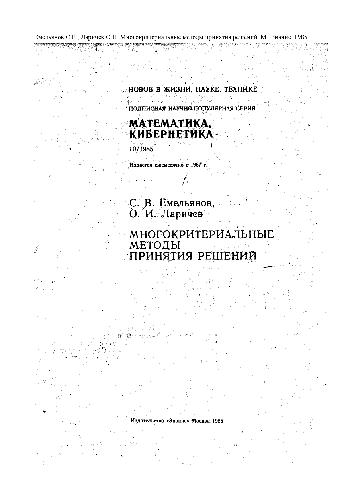 Емельянов С.В., Ларичев О.И. Многокритериальные методы принятия решений. М.: Знание, 1985
НОВОЕ В ЖИЗНИ, НАУКЕ, ТЕХНИКЕ
ПОДПИСНАЯ НАУЧНО-ПОПУЛЯРНАЯ СЕРИЯ
МАТЕМАТИКА,
КИБЕРНЕТИКА
10/1985
Издается ежемесячно с 1967 г.
С. В. Емельянов,
О. И. Ларичев
МНОГОКРИТЕРИАЛЬНЫЕ
МЕТОДЫ
ПРИНЯТИЯ РЕШЕНИЙ
Издательство «Знание» Москва 1985